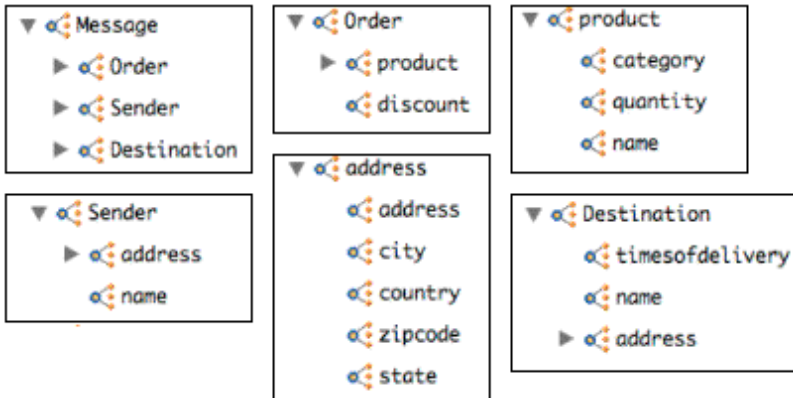 Message
Order
Sender
Destination
Order
product
discount
product
category
quantity
name
Sender
address
name
address
address
city
country
zipcode
state
Destination
timesofdelivery
name
address